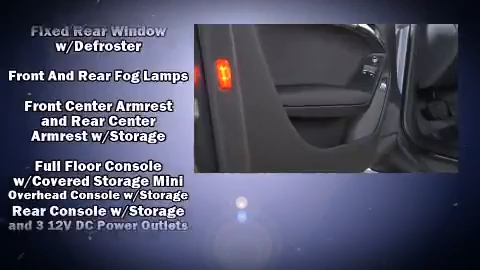 Fixed Rear Window
w/Defroster
Front And Rear Fog Lamps
Front Center Armrest
and Rear Center
Armrest w/Storage
Full Floor Console
w/Covered Storage Mini
Overhead Console w/Storage
Rear Console w/Storage
and 3 12V DC Power Outlets